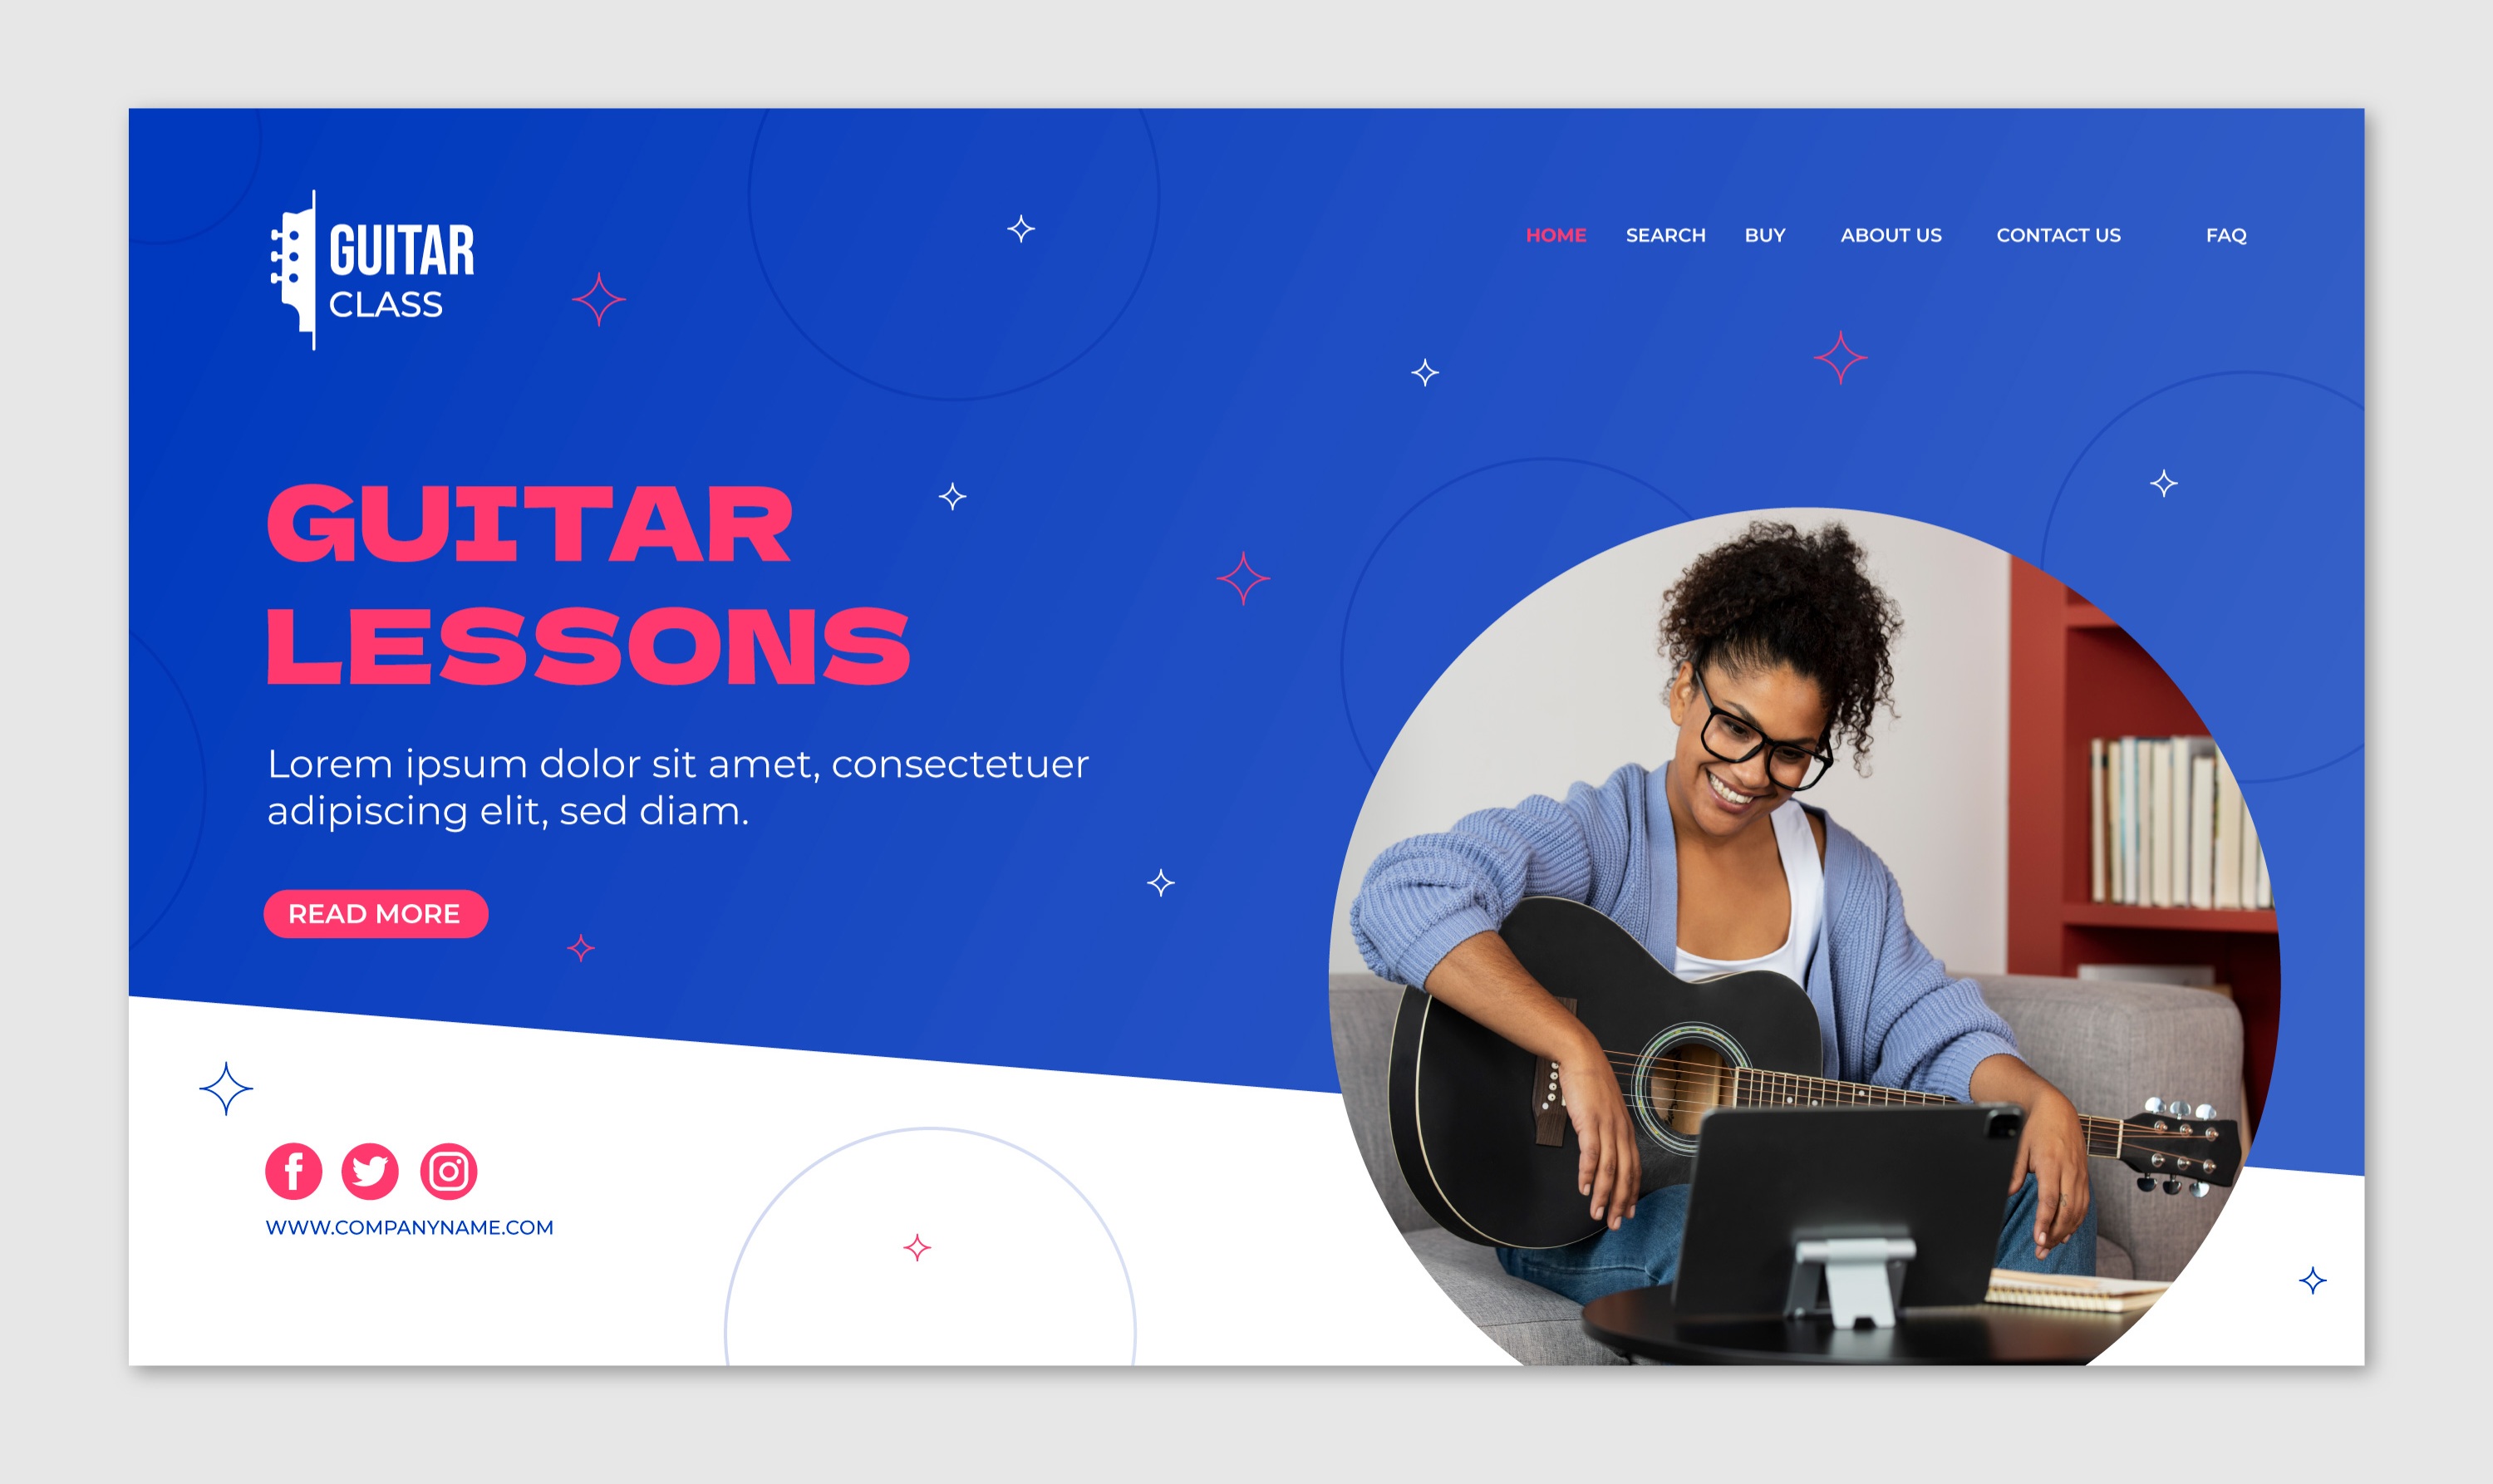 GUITAR
CLASS
HOME SEARCH BUY ABOUT US CONTACT US FAQ
GUITAR
LESSONS
Lorem ipsum dolor sit amet, consectetuer
adipiscing elit, sed diam.
READ MORE
WWW.COMPANYNAME.COM